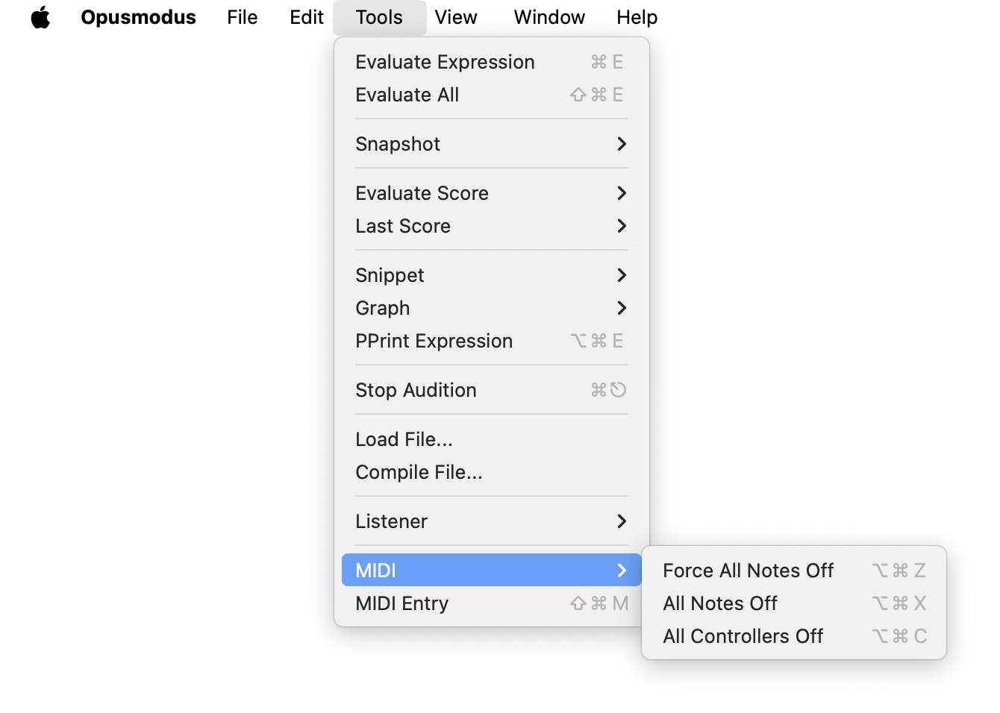 Opusmodus File Edit Tools View Window Help
Evaluate Expression ⌘ E
Evaluate All ⇧ ⌘ E
Snapshot
Evaluate Score
Last Score
Snippet
Graph
PPrint Expression ⌥ ⌘ E
Stop Audition ⌘ ⎋
Load File...
Compile File...
Listener
MIDI
MIDI Entry ⇧ ⌘ M
Force All Notes Off ⌥ ⌘ Z
All Notes Off ⌥ ⌘ X
All Controllers Off ⌥ ⌘ C